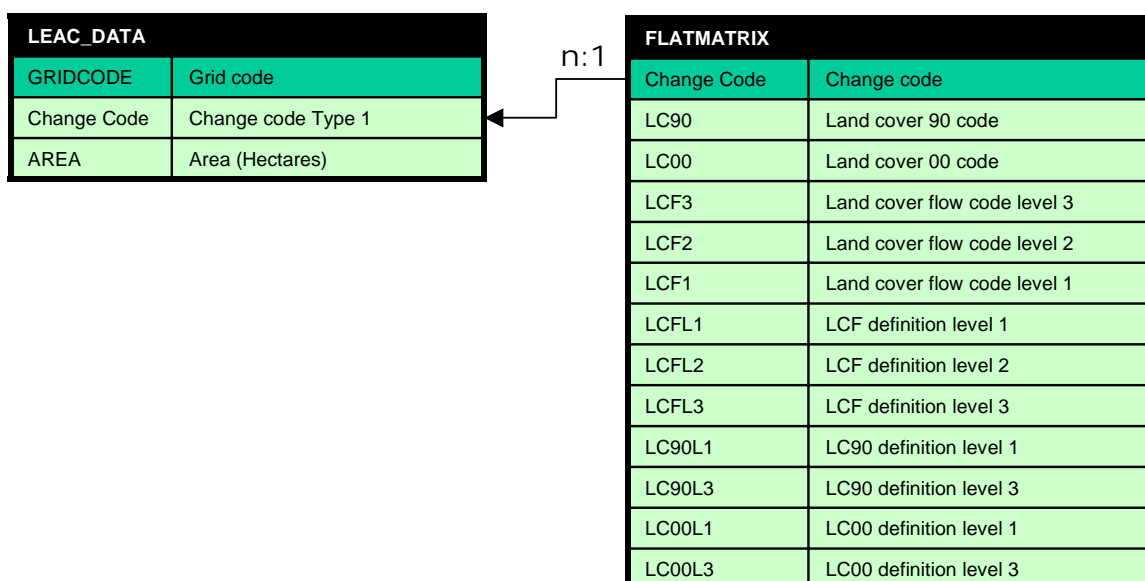 LEAC_DATA
GRIDCODE Grid code
Change Code Change code Type 1
AREA Area (Hectares)
n:1
FLATMATRIX
Change Code Change code
LC90 Land cover 90 code
LC00 Land cover 00 code
LCF3 Land cover flow code level 3
LCF2 Land cover flow code level 2
LCF1 Land cover flow code level 1
LCFL1 LCF definition level 1
LCFL2 LCF definition level 2
LCFL3 LCF definition level 3
LC90L1 LC90 definition level 1
LC90L3 LC90 definition level 3
LC00L1 LC00 definition level 1
LC00L3 LC00 definition level 3